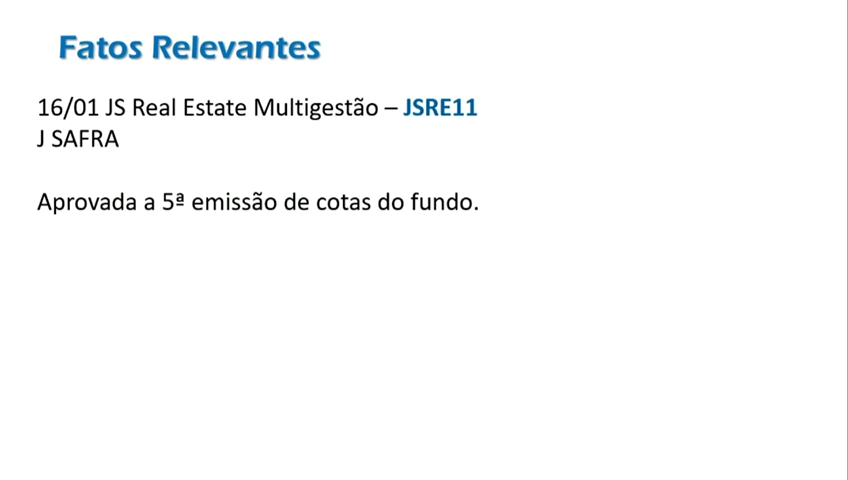 Fatos Relevantes
16/01 JS Real Estate Multigestão – JSRE11
J SAFRA
Aprovada a 5ª emissão de cotas do fundo.